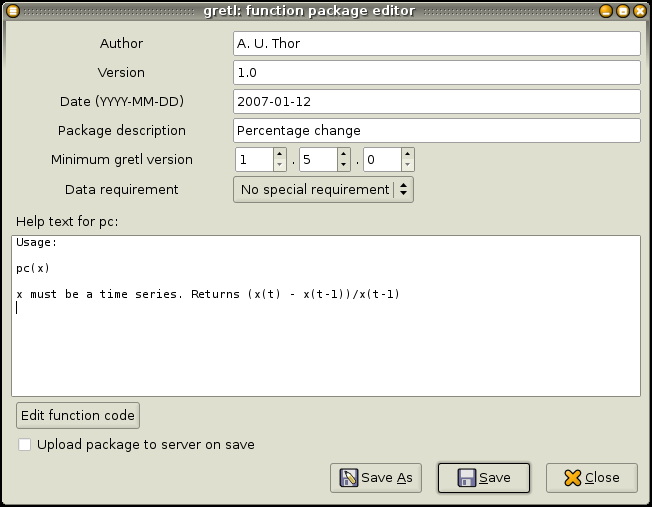 gretl: function package editor
Author A. U. Thor
Version 1.0
Date (YYYY-MM-DD) 2007-01-12
Package description Percentage change
Minimum gretl version 1 . 5 . 0
Data requirement No special requirement
Help text for pc:
Usage:
pc(x)
x must be a time series. Returns (x(t) - x(t-1))/x(t-1)
Edit function code
Upload package to server on save
Save As Save Close